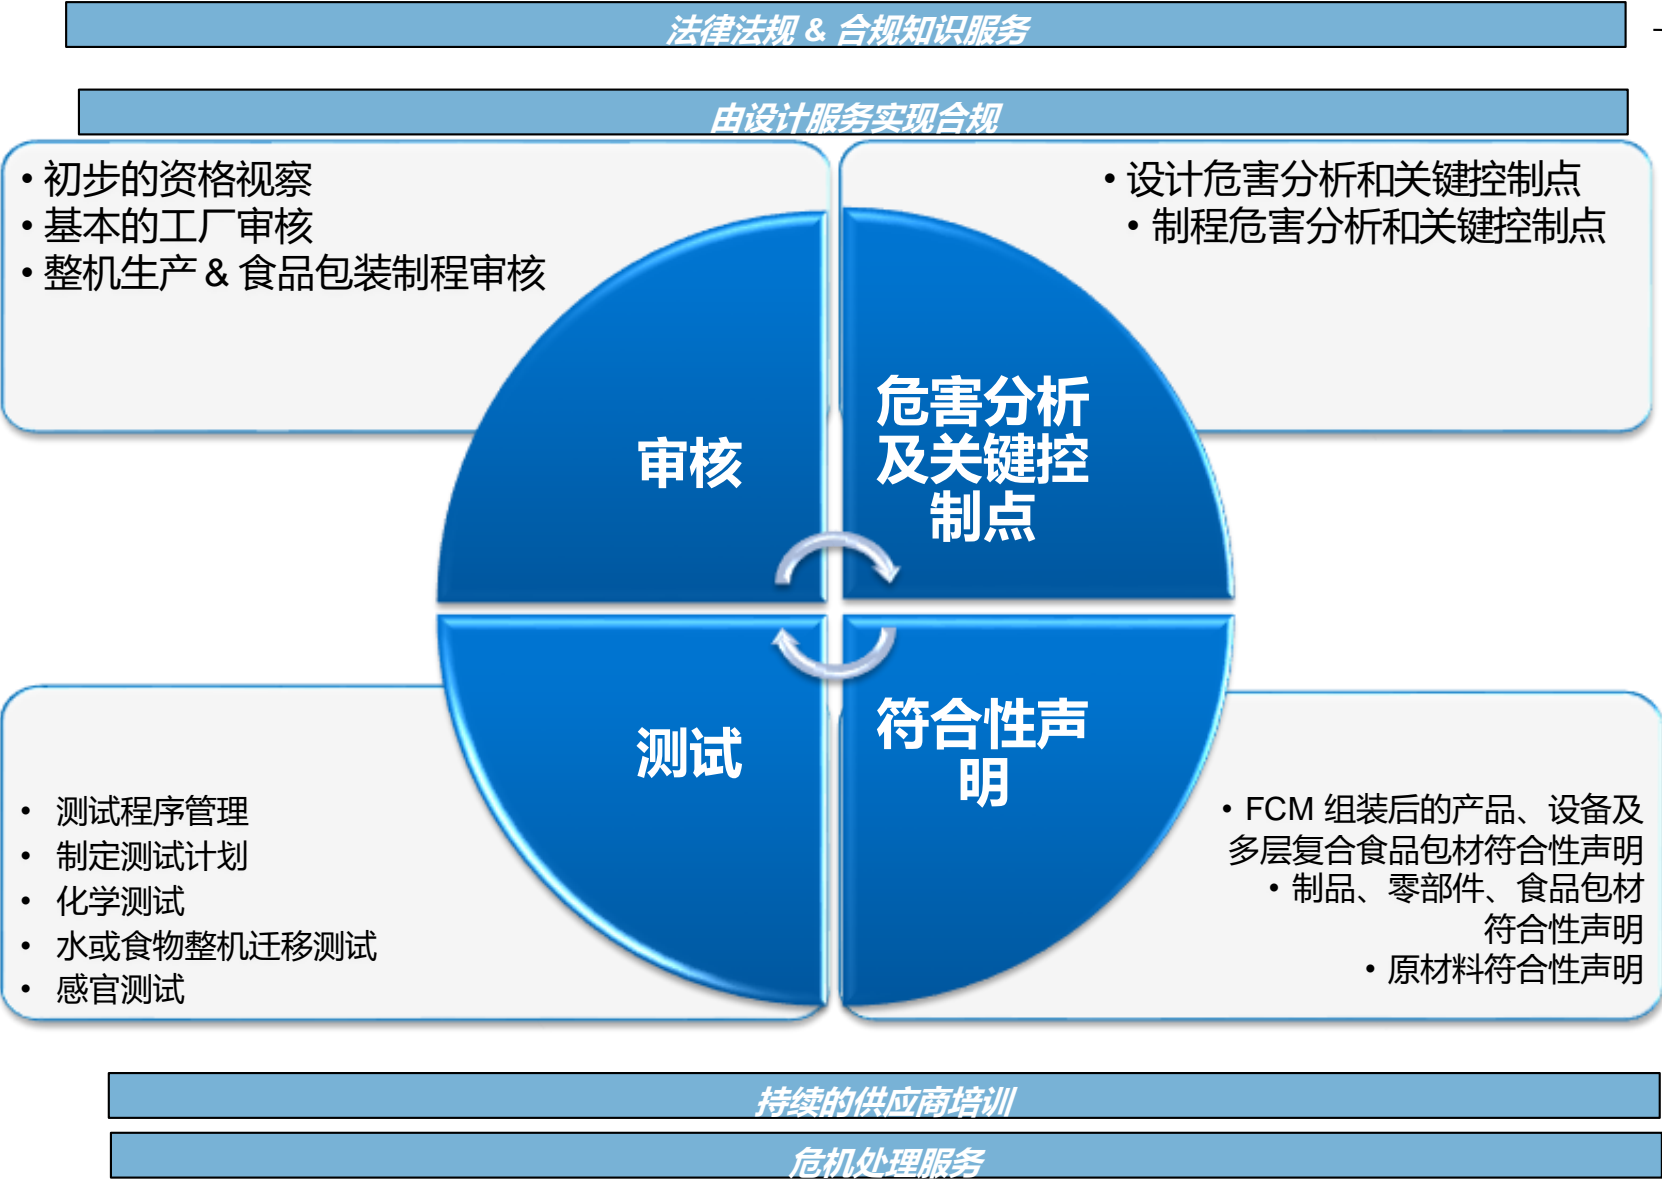 法律法规 & 合规知识服务
由设计服务实现合规
• 初步的资格视察
• 基本的工厂审核
• 整机生产 & 食品包装制程审核
• 设计危害分析和关键控制点
• 制程危害分析和关键控制点
审核
危害分析
及关键控
制点
测试
符合性声
明
• 测试程序管理
• 制定测试计划
• 化学测试
• 水或食物整机迁移测试
• 感官测试
• FCM 组装后的产品、设备及
多层复合食品包材符合性声明
• 制品、零部件、食品包材
符合性声明
• 原材料符合性声明
持续的供应商培训
危机处理服务